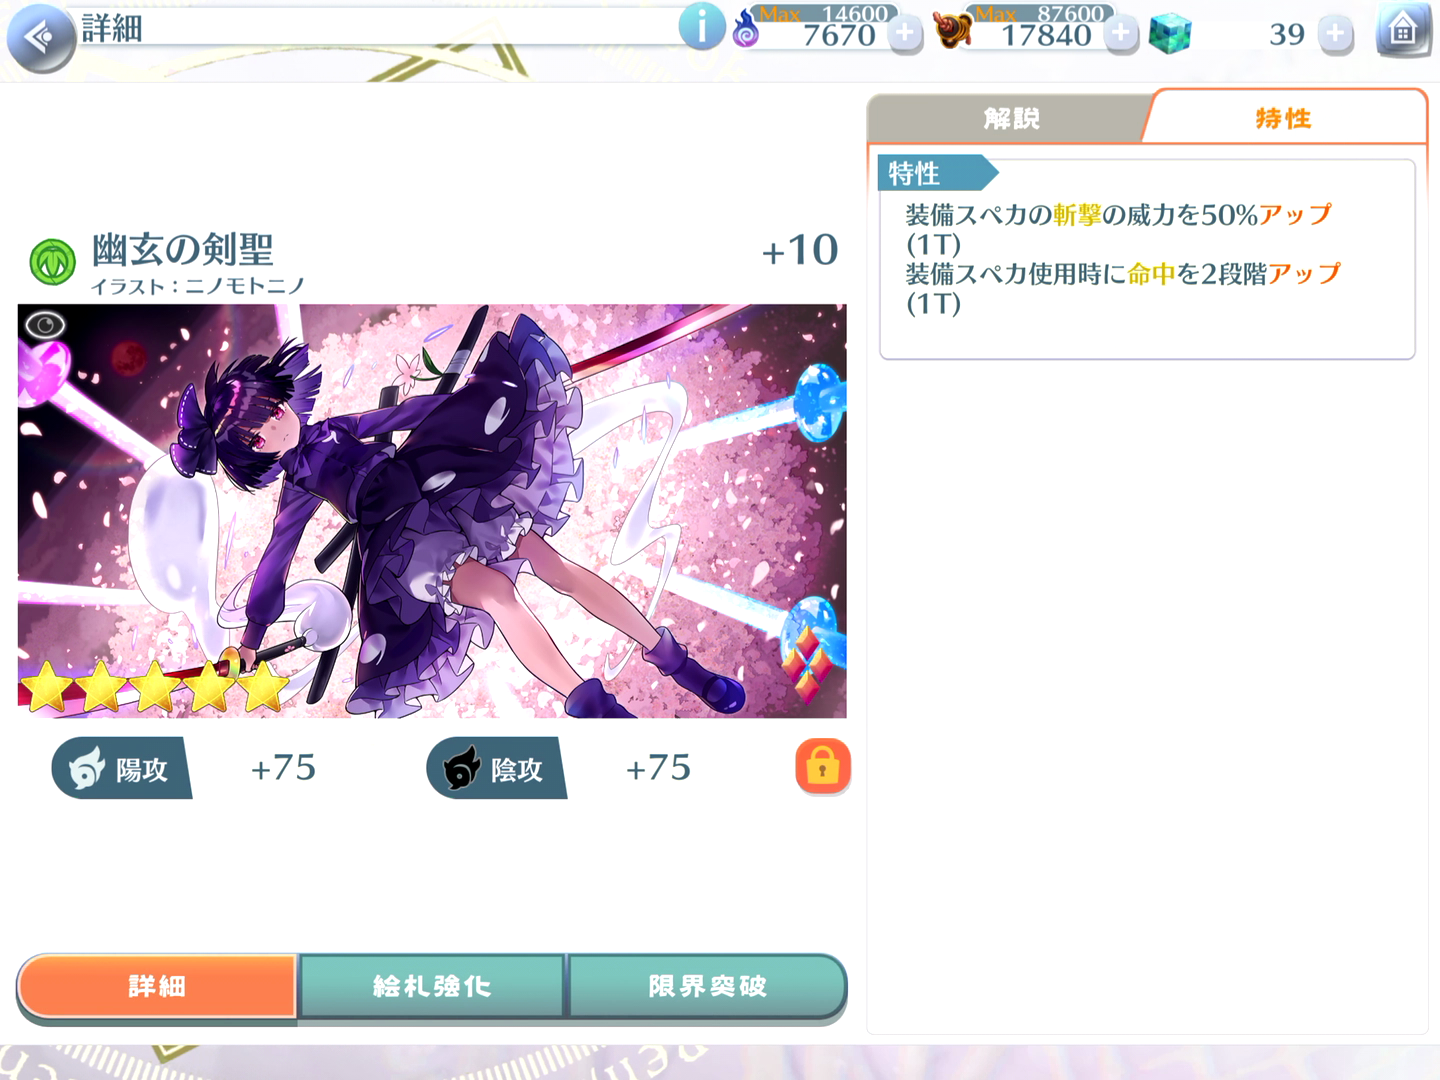 詳細
i
Max 14600
7670
Max 87600
17840
39
幽玄の剣聖
+10
イラスト：ニノモトニノ
陽攻 +75
陰攻 +75
詳細
絵札強化
限界突破
解説
特性
特性
装備スペカの斬撃の威力を50%アップ
(1T)
装備スペカ使用時に命中を2段階アップ
(1T)